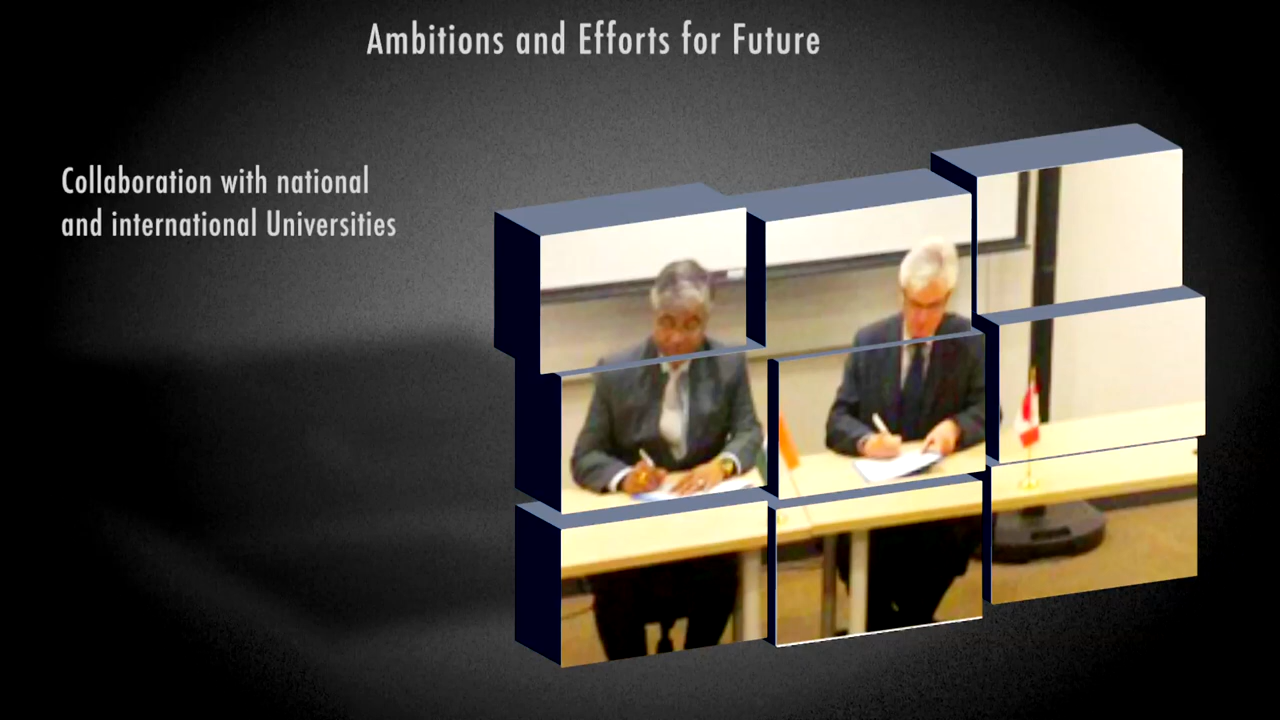 Ambitions and Efforts for Future
Collaboration with national
and international Universities